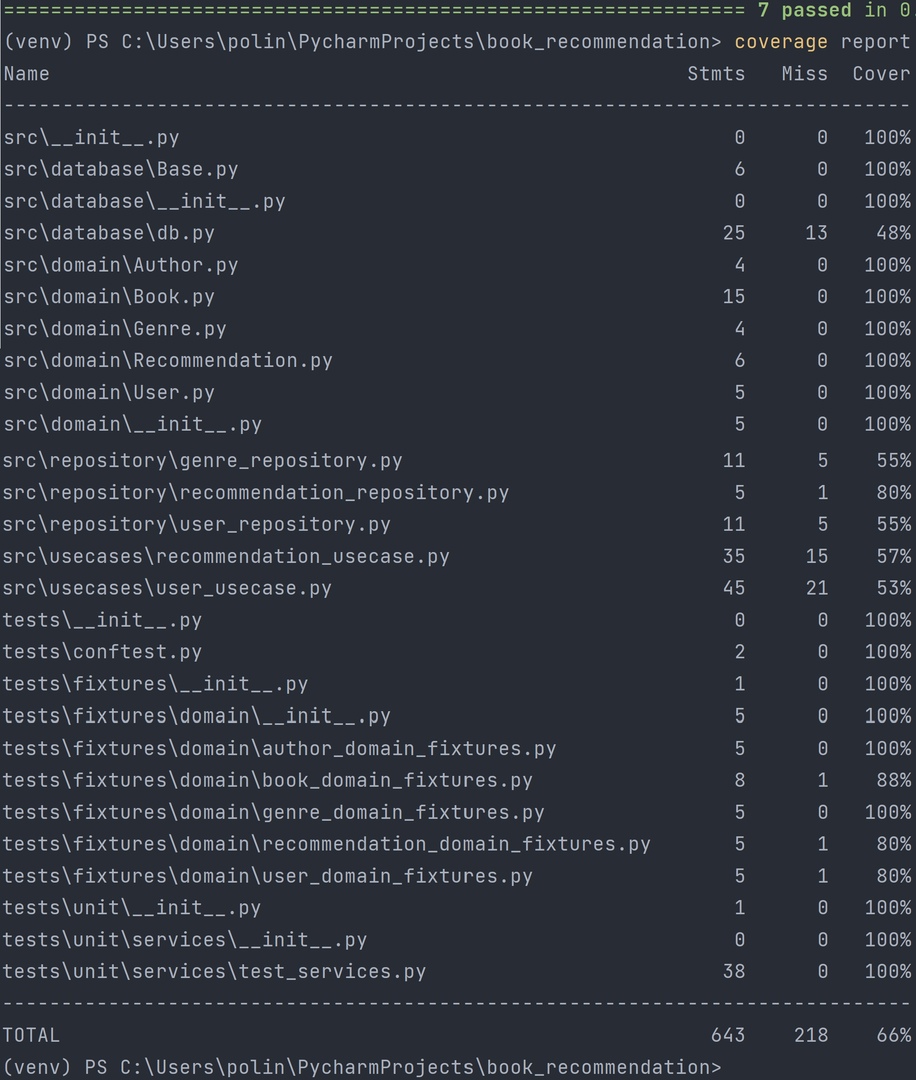 =============================================================== 7 passed in 0
(venv) PS C:\Users\polin\PycharmProjects\book_recommendation> coverage report
Name Stmts Miss Cover
-----------------------------------------------------------------------------
src\__init__.py 0 0 100%
src\database\Base.py 6 0 100%
src\database\__init__.py 0 0 100%
src\database\db.py 25 13 48%
src\domain\Author.py 4 0 100%
src\domain\Book.py 15 0 100%
src\domain\Genre.py 4 0 100%
src\domain\Recommendation.py 6 0 100%
src\domain\User.py 5 0 100%
src\domain\__init__.py 5 0 100%
src\repository\genre_repository.py 11 5 55%
src\repository\recommendation_repository.py 5 1 80%
src\repository\user_repository.py 11 5 55%
src\usecases\recommendation_usecase.py 35 15 57%
src\usecases\user_usecase.py 45 21 53%
tests\__init__.py 0 0 100%
tests\conftest.py 2 0 100%
tests\fixtures\__init__.py 1 0 100%
tests\fixtures\domain\__init__.py 5 0 100%
tests\fixtures\domain\author_domain_fixtures.py 5 0 100%
tests\fixtures\domain\book_domain_fixtures.py 8 1 88%
tests\fixtures\domain\genre_domain_fixtures.py 5 0 100%
tests\fixtures\domain\recommendation_domain_fixtures.py 5 1 80%
tests\fixtures\domain\user_domain_fixtures.py 5 1 80%
tests\unit\__init__.py 1 0 100%
tests\unit\services\__init__.py 0 0 100%
tests\unit\services\test_services.py 38 0 100%
-----------------------------------------------------------------------------
TOTAL 643 218 66%
(venv) PS C:\Users\polin\PycharmProjects\book_recommendation>